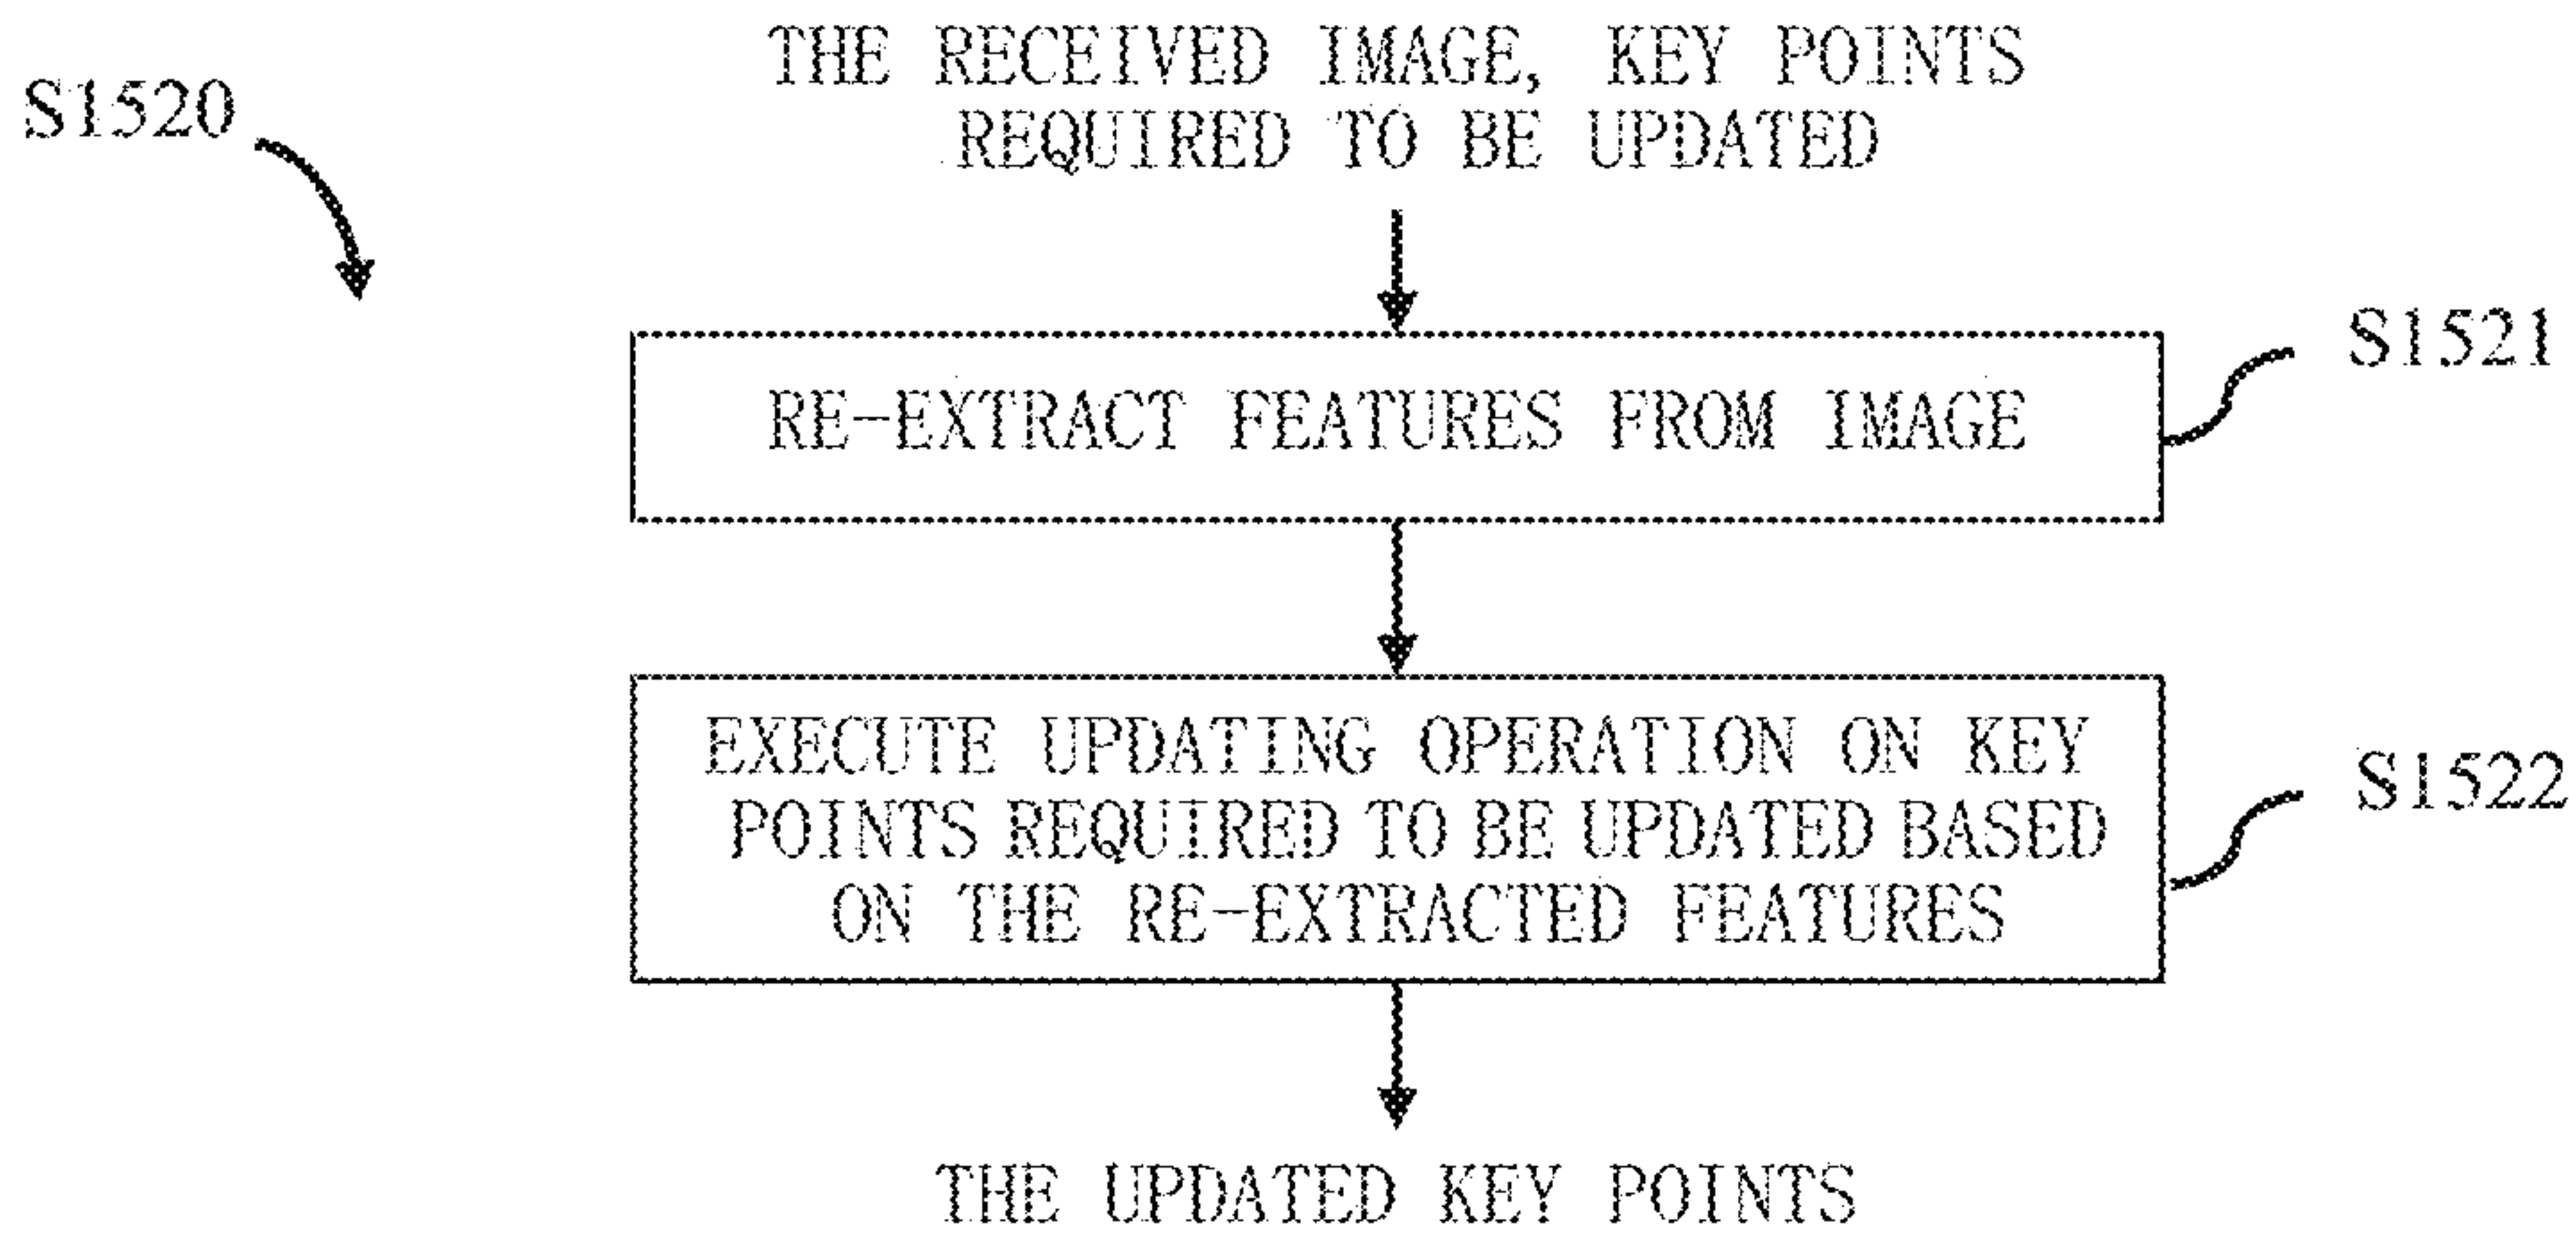 S1520
THE RECEIVED IMAGE, KEY POINTS
REQUIRED TO BE UPDATED
RE-EXTRACT FEATURES FROM IMAGE
S1521
EXECUTE UPDATING OPERATION ON KEY
POINTS REQUIRED TO BE UPDATED BASED
ON THE RE-EXTRACTED FEATURES
S1522
THE UPDATED KEY POINTS